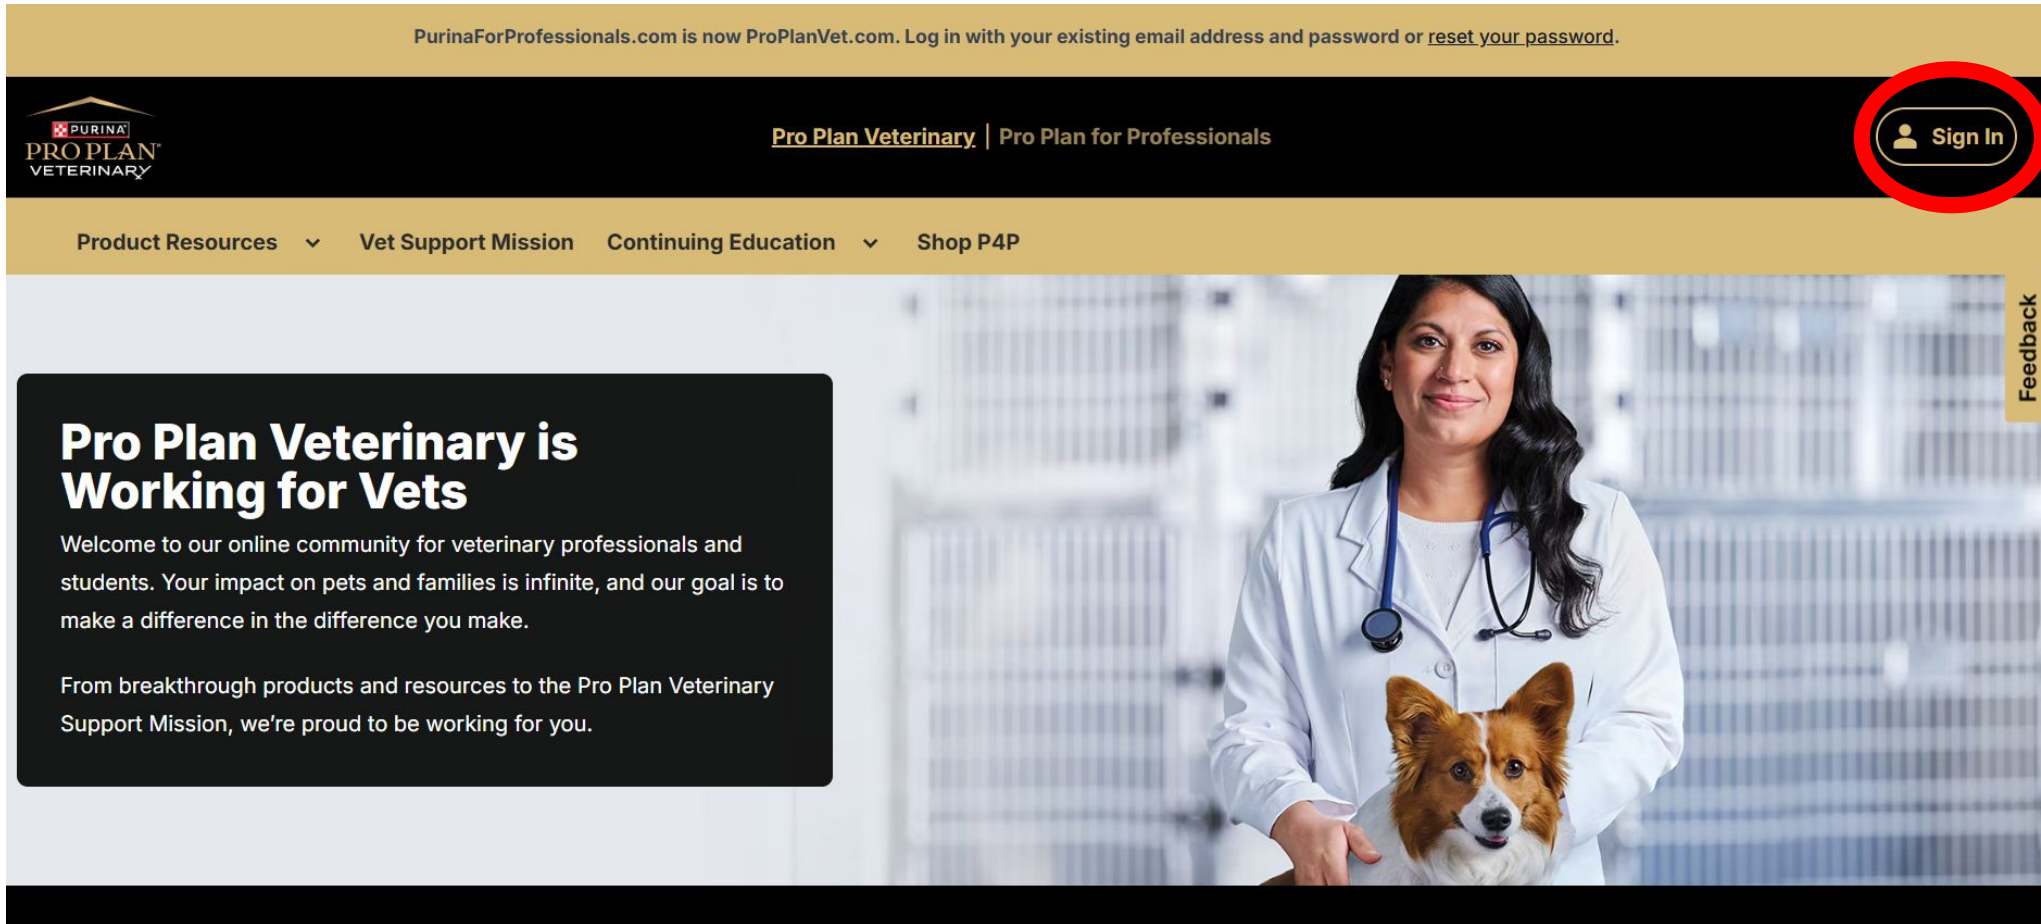 PurinaForProfessionals.com is now ProPlanVet.com. Log in with your existing email address and password or reset your password.
PURINA
PRO PLAN
VETERINARY
Pro Plan Veterinary | Pro Plan for Professionals
Sign In
Product Resources
Vet Support Mission
Continuing Education
Shop P4P
Feedback
Pro Plan Veterinary is
Working for Vets
Welcome to our online community for veterinary professionals and
students. Your impact on pets and families is infinite, and our goal is to
make a difference in the difference you make.
From breakthrough products and resources to the Pro Plan Veterinary
Support Mission, we’re proud to be working for you.